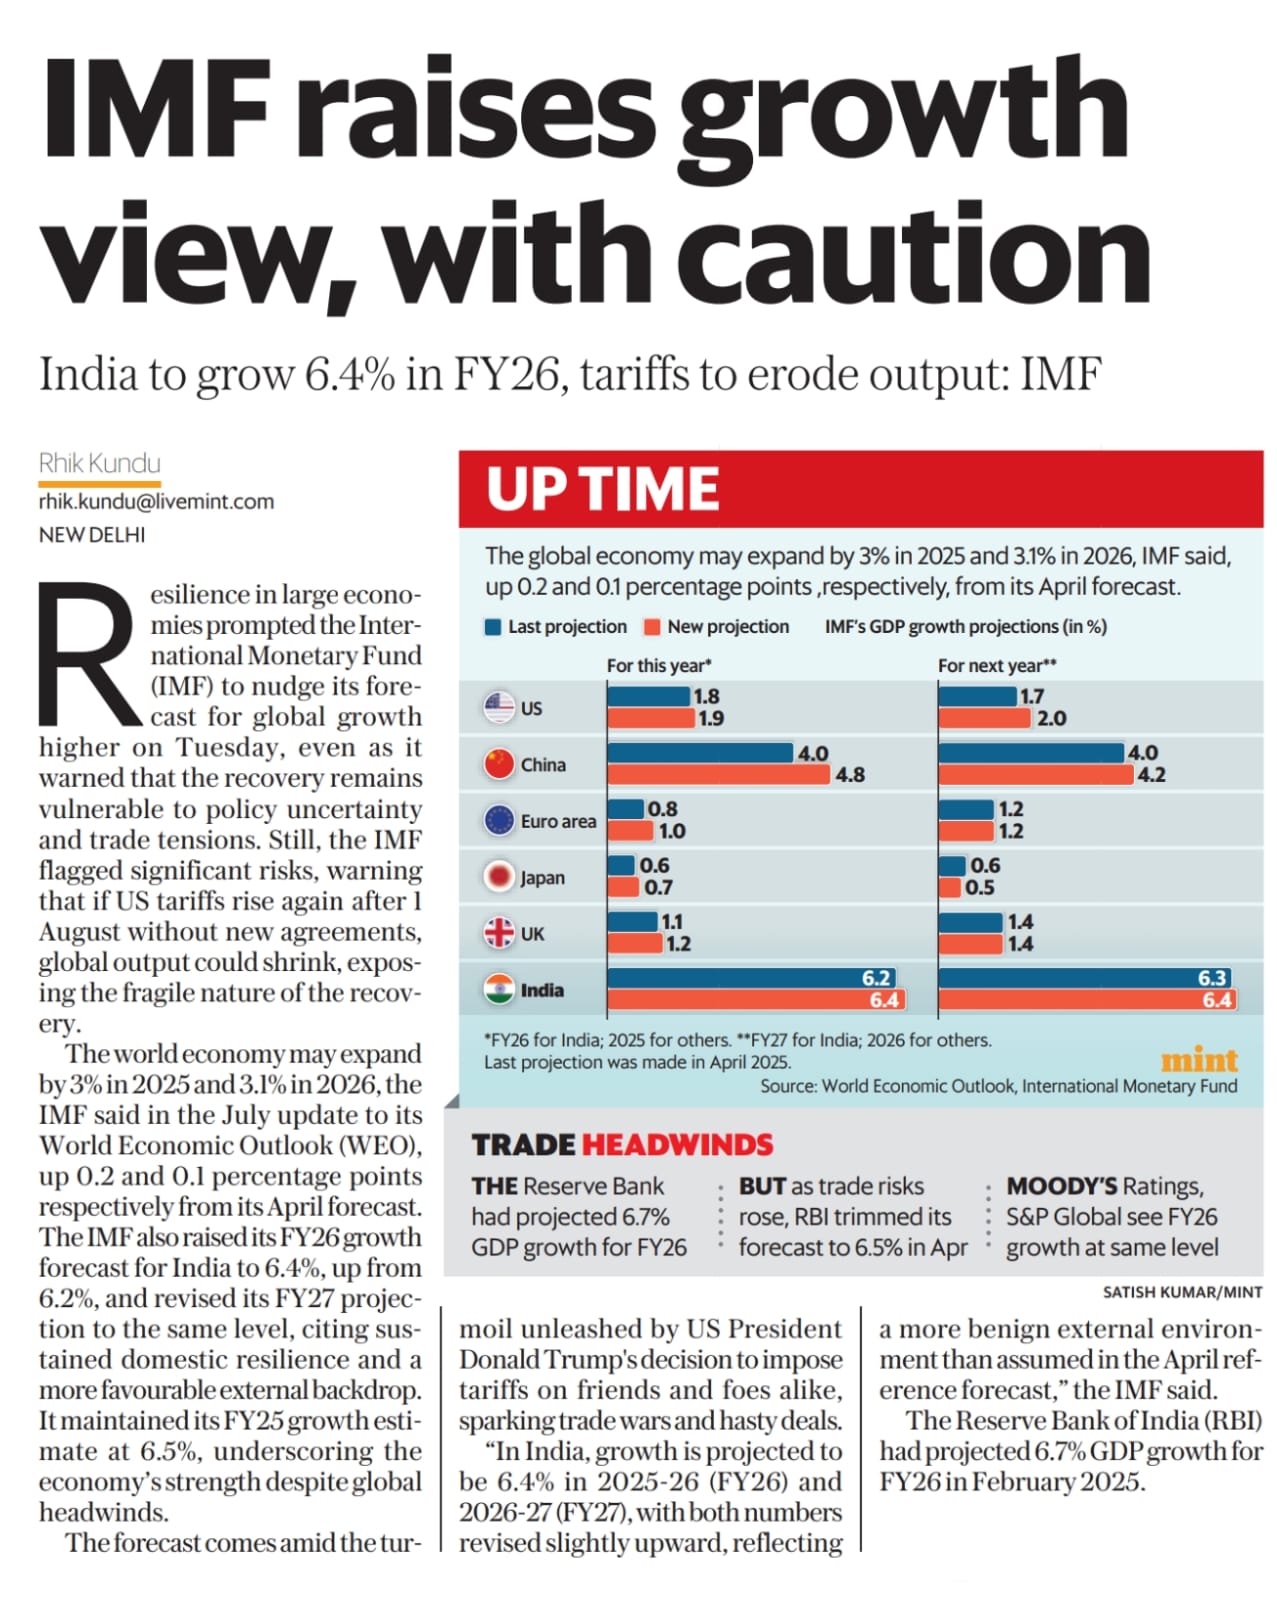 IMF raises growth
view, with caution
India to grow 6.4% in FY26, tariffs to erode output: IMF
Rhik Kundu
rhik.kundu@livemint.com
NEW DELHI
Resilience in large econo-
mies prompted the Inter-
national Monetary Fund
(IMF) to nudge its fore-
cast for global growth
higher on Tuesday, even as it
warned that the recovery remains
vulnerable to policy uncertainty
and trade tensions. Still, the IMF
flagged significant risks, warning
that if US tariffs rise again after 1
August without new agreements,
global output could shrink, expos-
ing the fragile nature of the recov-
ery.
The world economy may expand
by 3% in 2025 and 3.1% in 2026, the
IMF said in the July update to its
World Economic Outlook (WEO),
up 0.2 and 0.1 percentage points
respectively from its April forecast.
The IMF also raised its FY26 growth
forecast for India to 6.4%, up from
6.2%, and revised its FY27 projec-
tion to the same level, citing sus-
tained domestic resilience and a
more favourable external backdrop.
It maintained its FY25 growth esti-
mate at 6.5%, underscoring the
economy's strength despite global
headwinds.
The forecast comes amid the tur-
moil unleashed by US President
Donald Trump's decision to impose
tariffs on friends and foes alike,
sparking trade wars and hasty deals.
“In India, growth is projected to
be 6.4% in 2025-26 (FY26) and
2026-27 (FY27), with both numbers
revised slightly upward, reflecting
a more benign external environ-
ment than assumed in the April ref-
erence forecast,” the IMF said.
The Reserve Bank of India (RBI)
had projected 6.7% GDP growth for
FY26 in February 2025.
UP TIME
The global economy may expand by 3% in 2025 and 3.1% in 2026, IMF said,
up 0.2 and 0.1 percentage points ,respectively, from its April forecast.
Last projection New projection IMF's GDP growth projections (in %)
For this year* For next year**
US 1.8 1.7
1.9 2.0
China 4.0 4.0
4.8 4.2
Euro area 0.8 1.2
1.0 1.2
Japan 0.6 0.6
0.7 0.5
UK 1.1 1.4
1.2 1.4
India 6.2 6.3
6.4 6.4
*FY26 for India; 2025 for others. **FY27 for India; 2026 for others.
Last projection was made in April 2025.
mint
Source: World Economic Outlook, International Monetary Fund
TRADE HEADWINDS
THE Reserve Bank
had projected 6.7%
GDP growth for FY26
BUT as trade risks
rose, RBI trimmed its
forecast to 6.5% in Apr
MOODY'S Ratings,
S&P Global see FY26
growth at same level
SATISH KUMAR/MINT